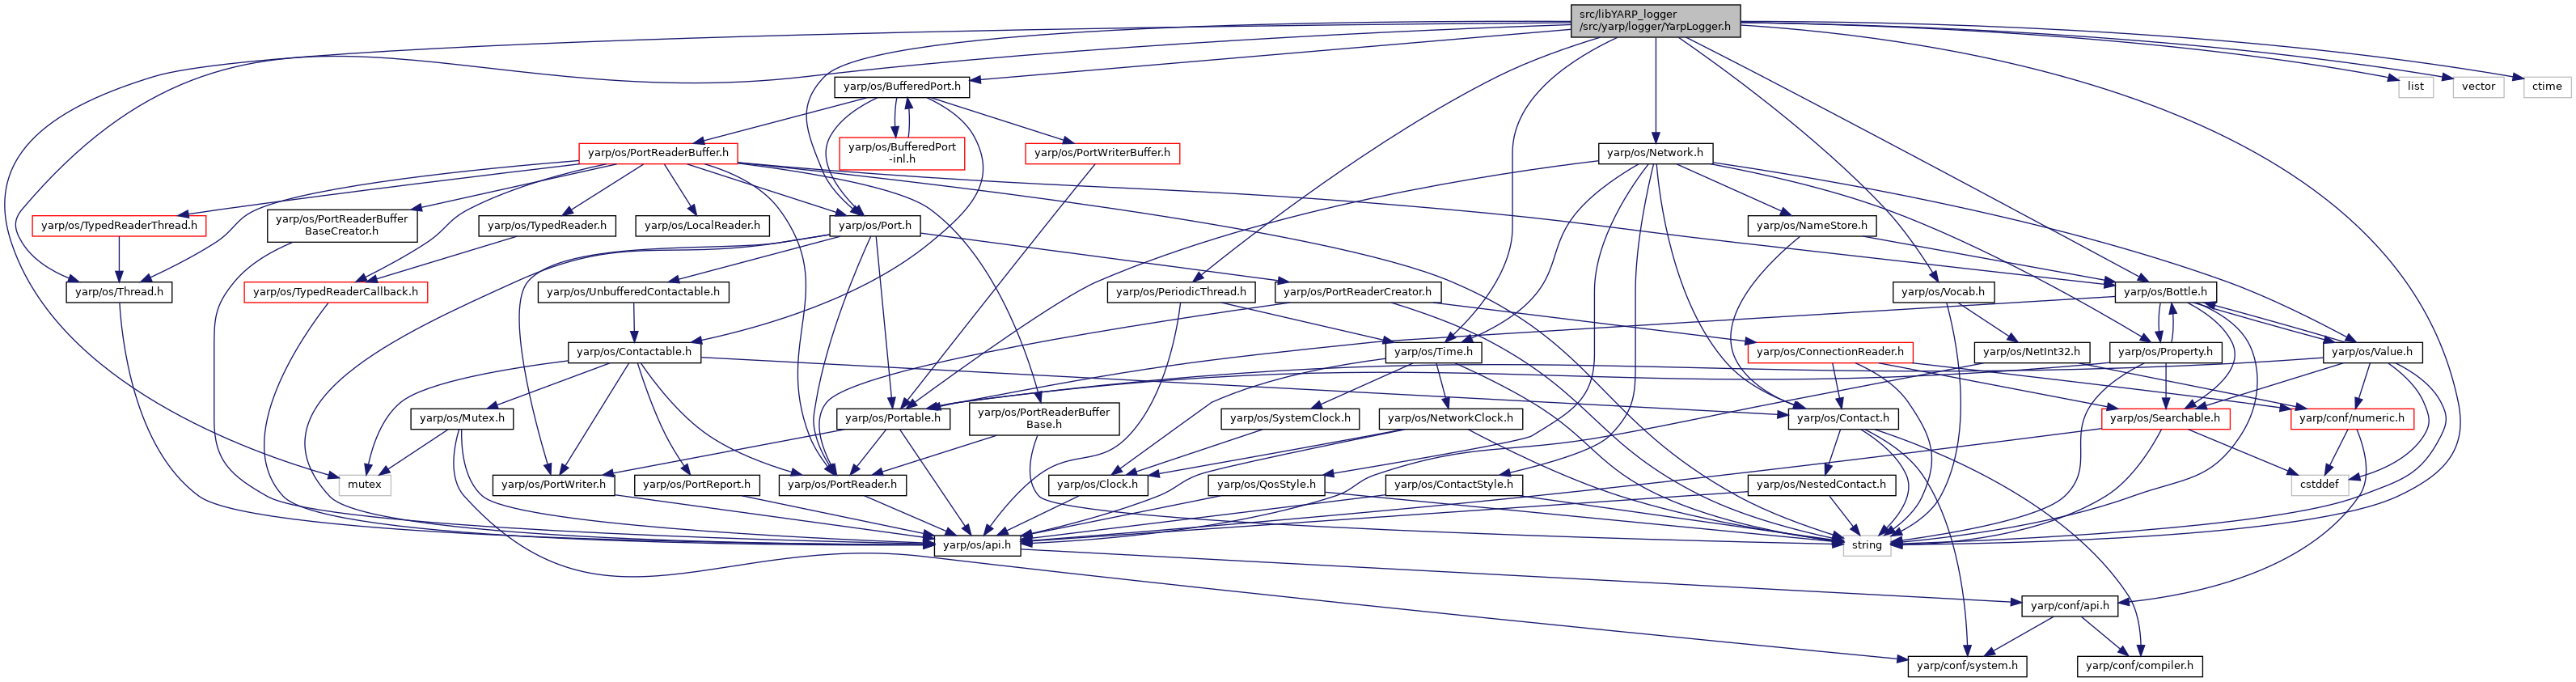 src/libYARP_logger
/src/yarp/logger/YarpLogger.h
yarp/os/BufferedPort.h
list
vector
ctime
yarp/os/PortReaderBuffer.h
yarp/os/BufferedPort
-inl.h
yarp/os/PortWriterBuffer.h
yarp/os/Network.h
yarp/os/TypedReaderThread.h
yarp/os/PortReaderBuffer
BaseCreator.h
yarp/os/TypedReader.h
yarp/os/LocalReader.h
yarp/os/Port.h
yarp/os/NameStore.h
yarp/os/Thread.h
yarp/os/TypedReaderCallback.h
yarp/os/UnbufferedContactable.h
yarp/os/PeriodicThread.h
yarp/os/PortReaderCreator.h
yarp/os/Vocab.h
yarp/os/Bottle.h
yarp/os/Contactable.h
yarp/os/Time.h
yarp/os/ConnectionReader.h
yarp/os/NetInt32.h
yarp/os/Property.h
yarp/os/Value.h
yarp/os/Mutex.h
yarp/os/Portable.h
yarp/os/PortReaderBuffer
Base.h
yarp/os/SystemClock.h
yarp/os/NetworkClock.h
yarp/os/Contact.h
yarp/os/Searchable.h
yarp/conf/numeric.h
mutex
yarp/os/PortWriter.h
yarp/os/PortReport.h
yarp/os/PortReader.h
yarp/os/Clock.h
yarp/os/QosStyle.h
yarp/os/ContactStyle.h
yarp/os/NestedContact.h
cstddef
yarp/os/api.h
string
yarp/conf/api.h
yarp/conf/system.h
yarp/conf/compiler.h